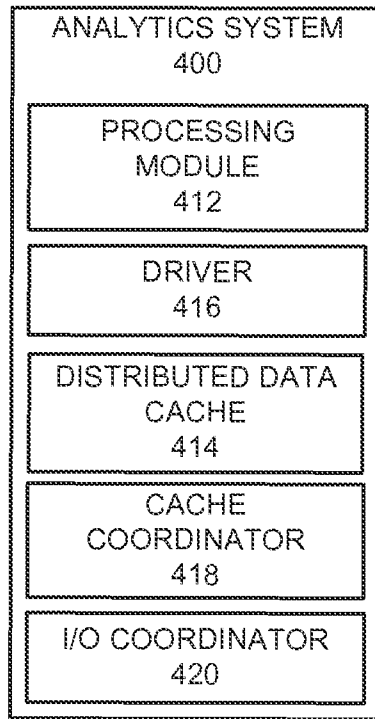 ANALYTICS SYSTEM
400
PROCESSING
MODULE
412
DRIVER
416
DISTRIBUTED DATA
CACHE
414
CACHE
COORDINATOR
418
I/O COORDINATOR
420